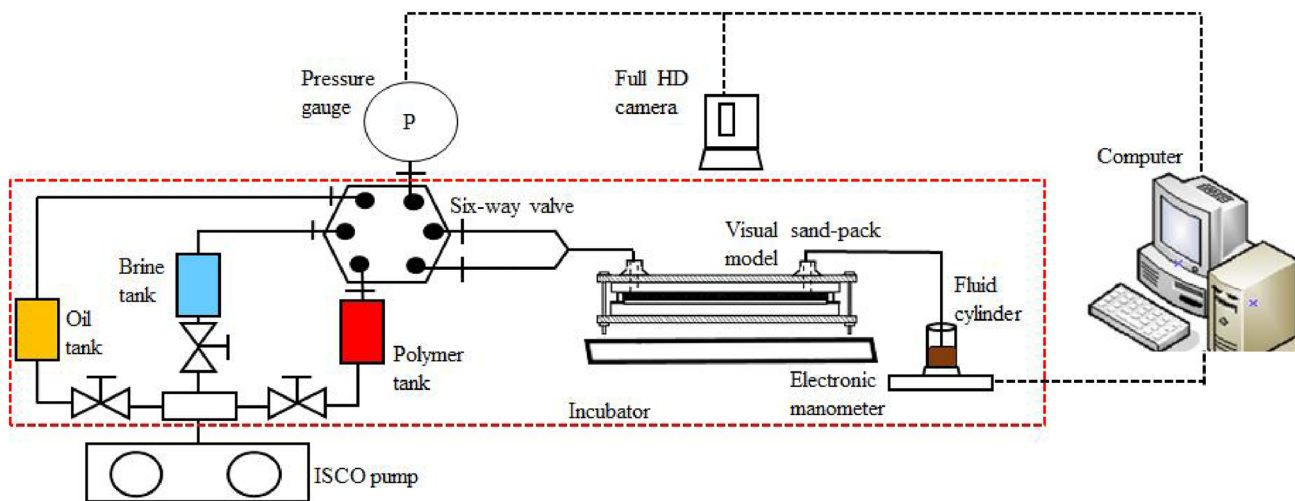 Pressure
gauge
P
Full HD
camera
Computer
Six-way valve
Visual sand-pack
model
Brine
tank
Fluid
cylinder
Oil
tank
Polymer
tank
Electronic
manometer
Incubator
ISCO pump